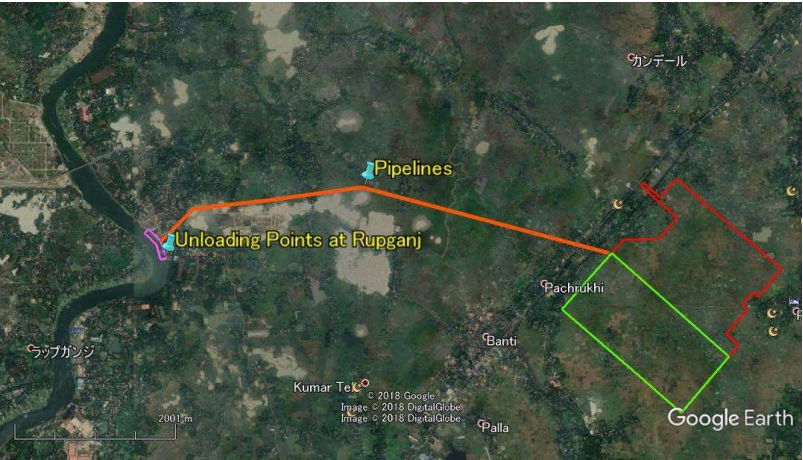 カンデール
Pipelines
Unloading Points at Rupganj
Pachrukhi
Banti
ラップガンジ
Kumar
© 2018 Google
Image © 2018 DigitalGlobe
Image © 2018 DigitalGlobe
2001 m
Palla
Google Earth